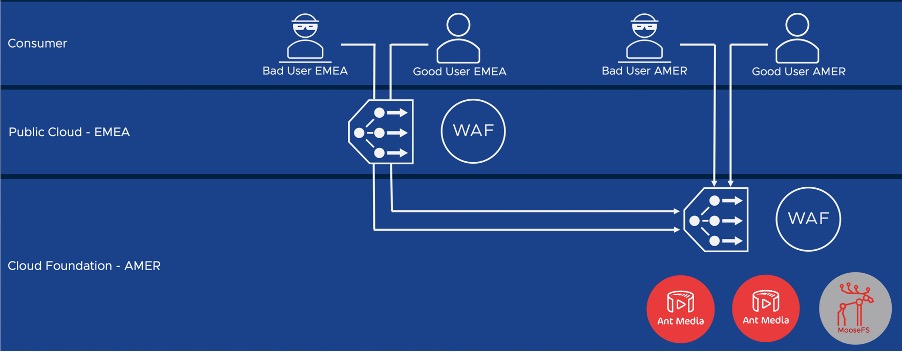 Consumer
Bad User EMEA
Good User EMEA
Bad User AMER
Good User AMER
Public Cloud - EMEA
WAF
WAF
Cloud Foundation - AMER
Ant Media
Ant Media
MooseFS